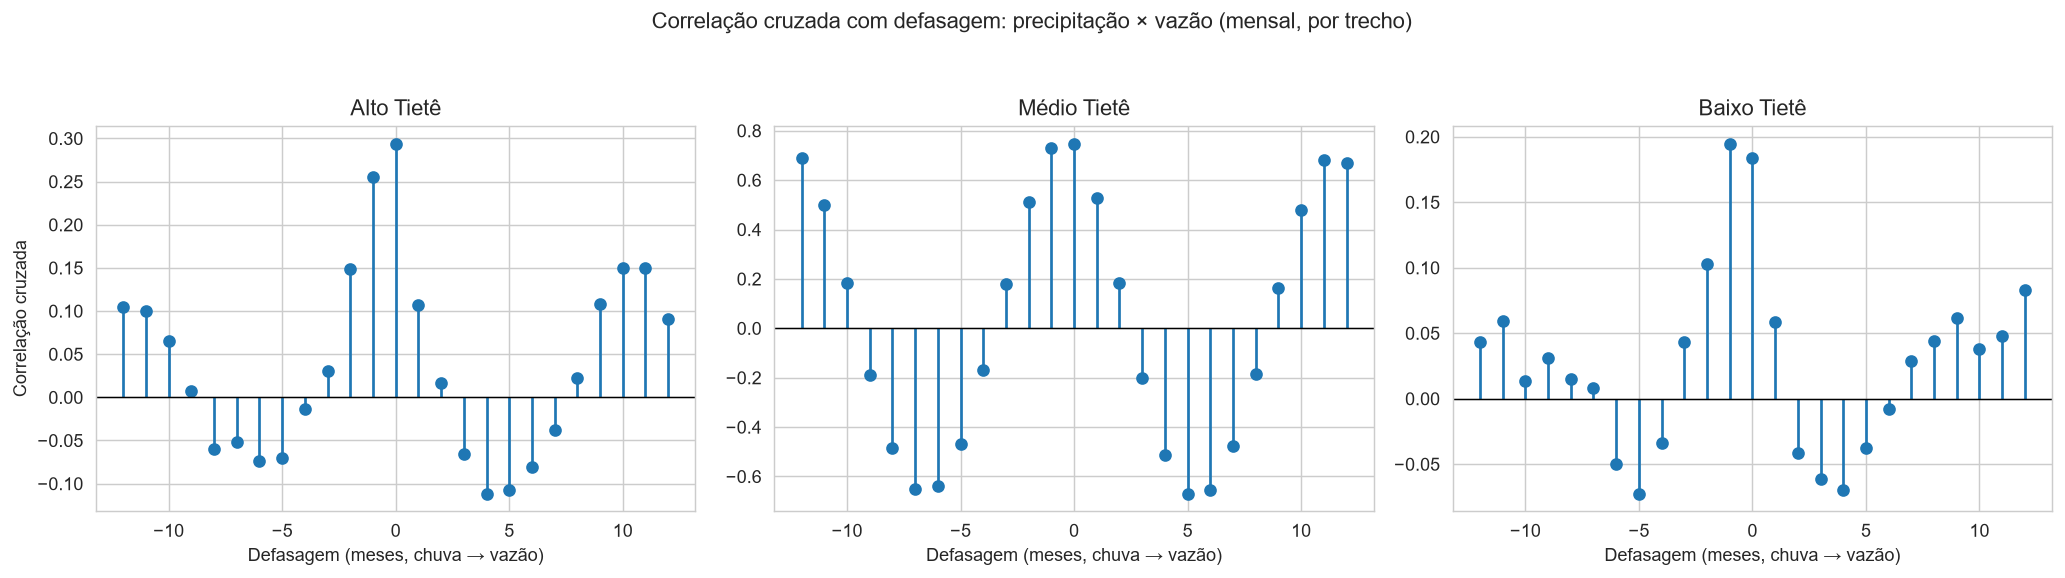 Correlação cruzada com defasagem: precipitação × vazão (mensal, por trecho)
Alto Tietê
Correlação cruzada
0.30
0.25
0.20
0.15
0.10
0.05
0.00
−0.05
−0.10
−10 −5 0 5 10
Defasagem (meses, chuva → vazão)
Médio Tietê
0.8
0.6
0.4
0.2
0.0
−0.2
−0.4
−0.6
−10 −5 0 5 10
Defasagem (meses, chuva → vazão)
Baixo Tietê
0.20
0.15
0.10
0.05
0.00
−0.05
−10 −5 0 5 10
Defasagem (meses, chuva → vazão)